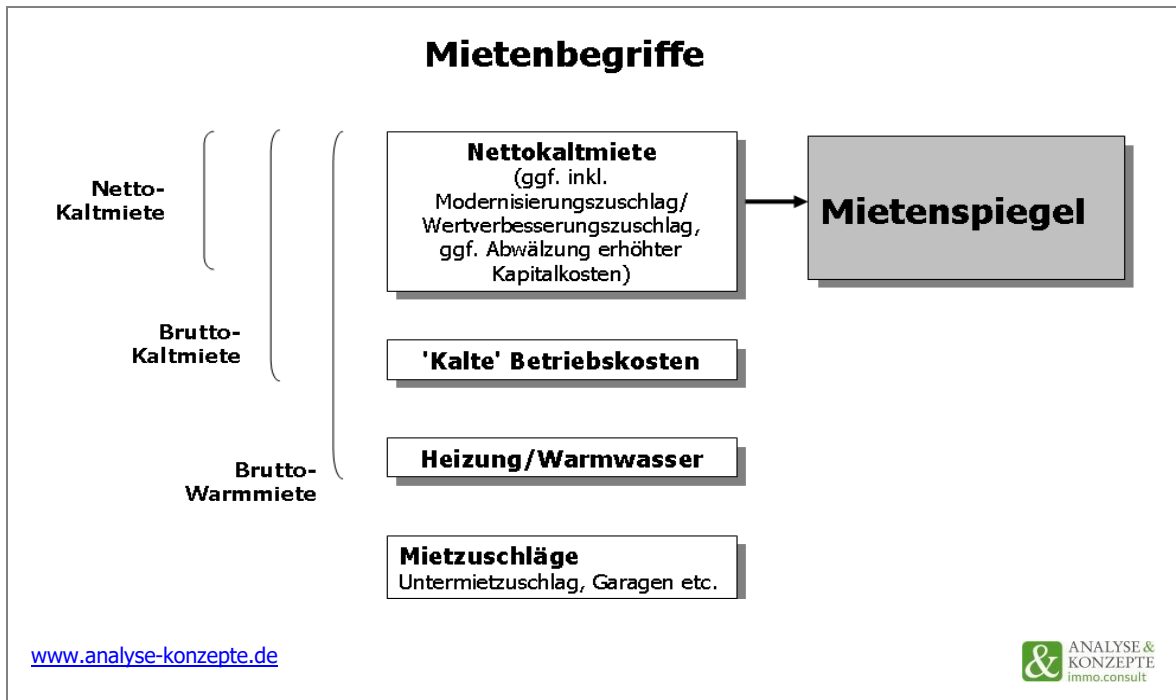 Mietenbegriffe
Netto-
Kaltmiete
Brutto-
Kaltmiete
Brutto-
Warmmiete
Nettokaltmiete
(ggf. inkl.
Modernisierungszuschlag/
Wertverbesserungszuschlag,
ggf. Abwälzung erhöhter
Kapitalkosten)
Mietenspiegel
'Kalte' Betriebskosten
Heizung/Warmwasser
Mietzuschläge
Untermietzuschlag, Garagen etc.
www.analyse-konzepte.de
&
ANALYSE &
KONZEPTE
immo.consult